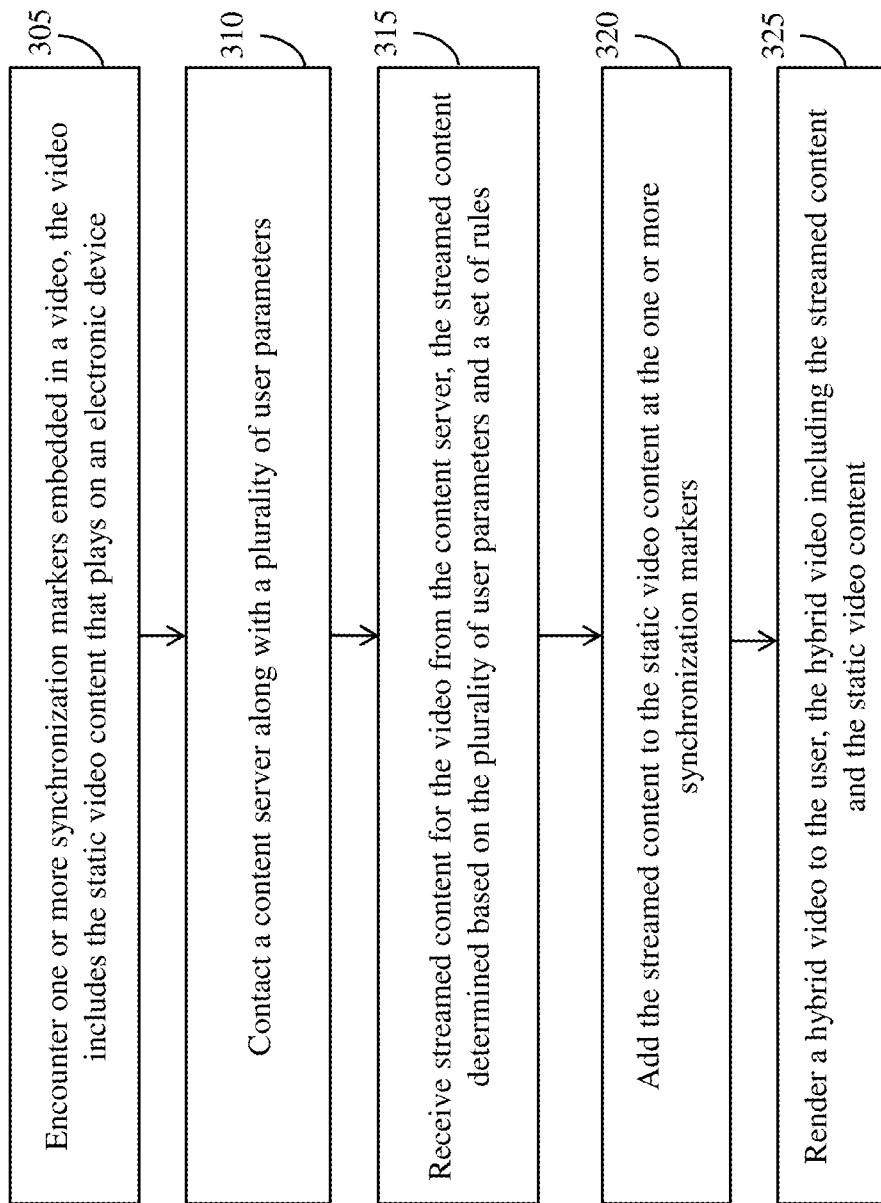 305
Encounter one or more synchronization markers embedded in a video, the video
includes the static video content that plays on an electronic device
310
Contact a content server along with a plurality of user parameters
315
Receive streamed content for the video from the content server, the streamed content
determined based on the plurality of user parameters and a set of rules
320
Add the streamed content to the static video content at the one or more
synchronization markers
325
Render a hybrid video to the user, the hybrid video including the streamed content
and the static video content